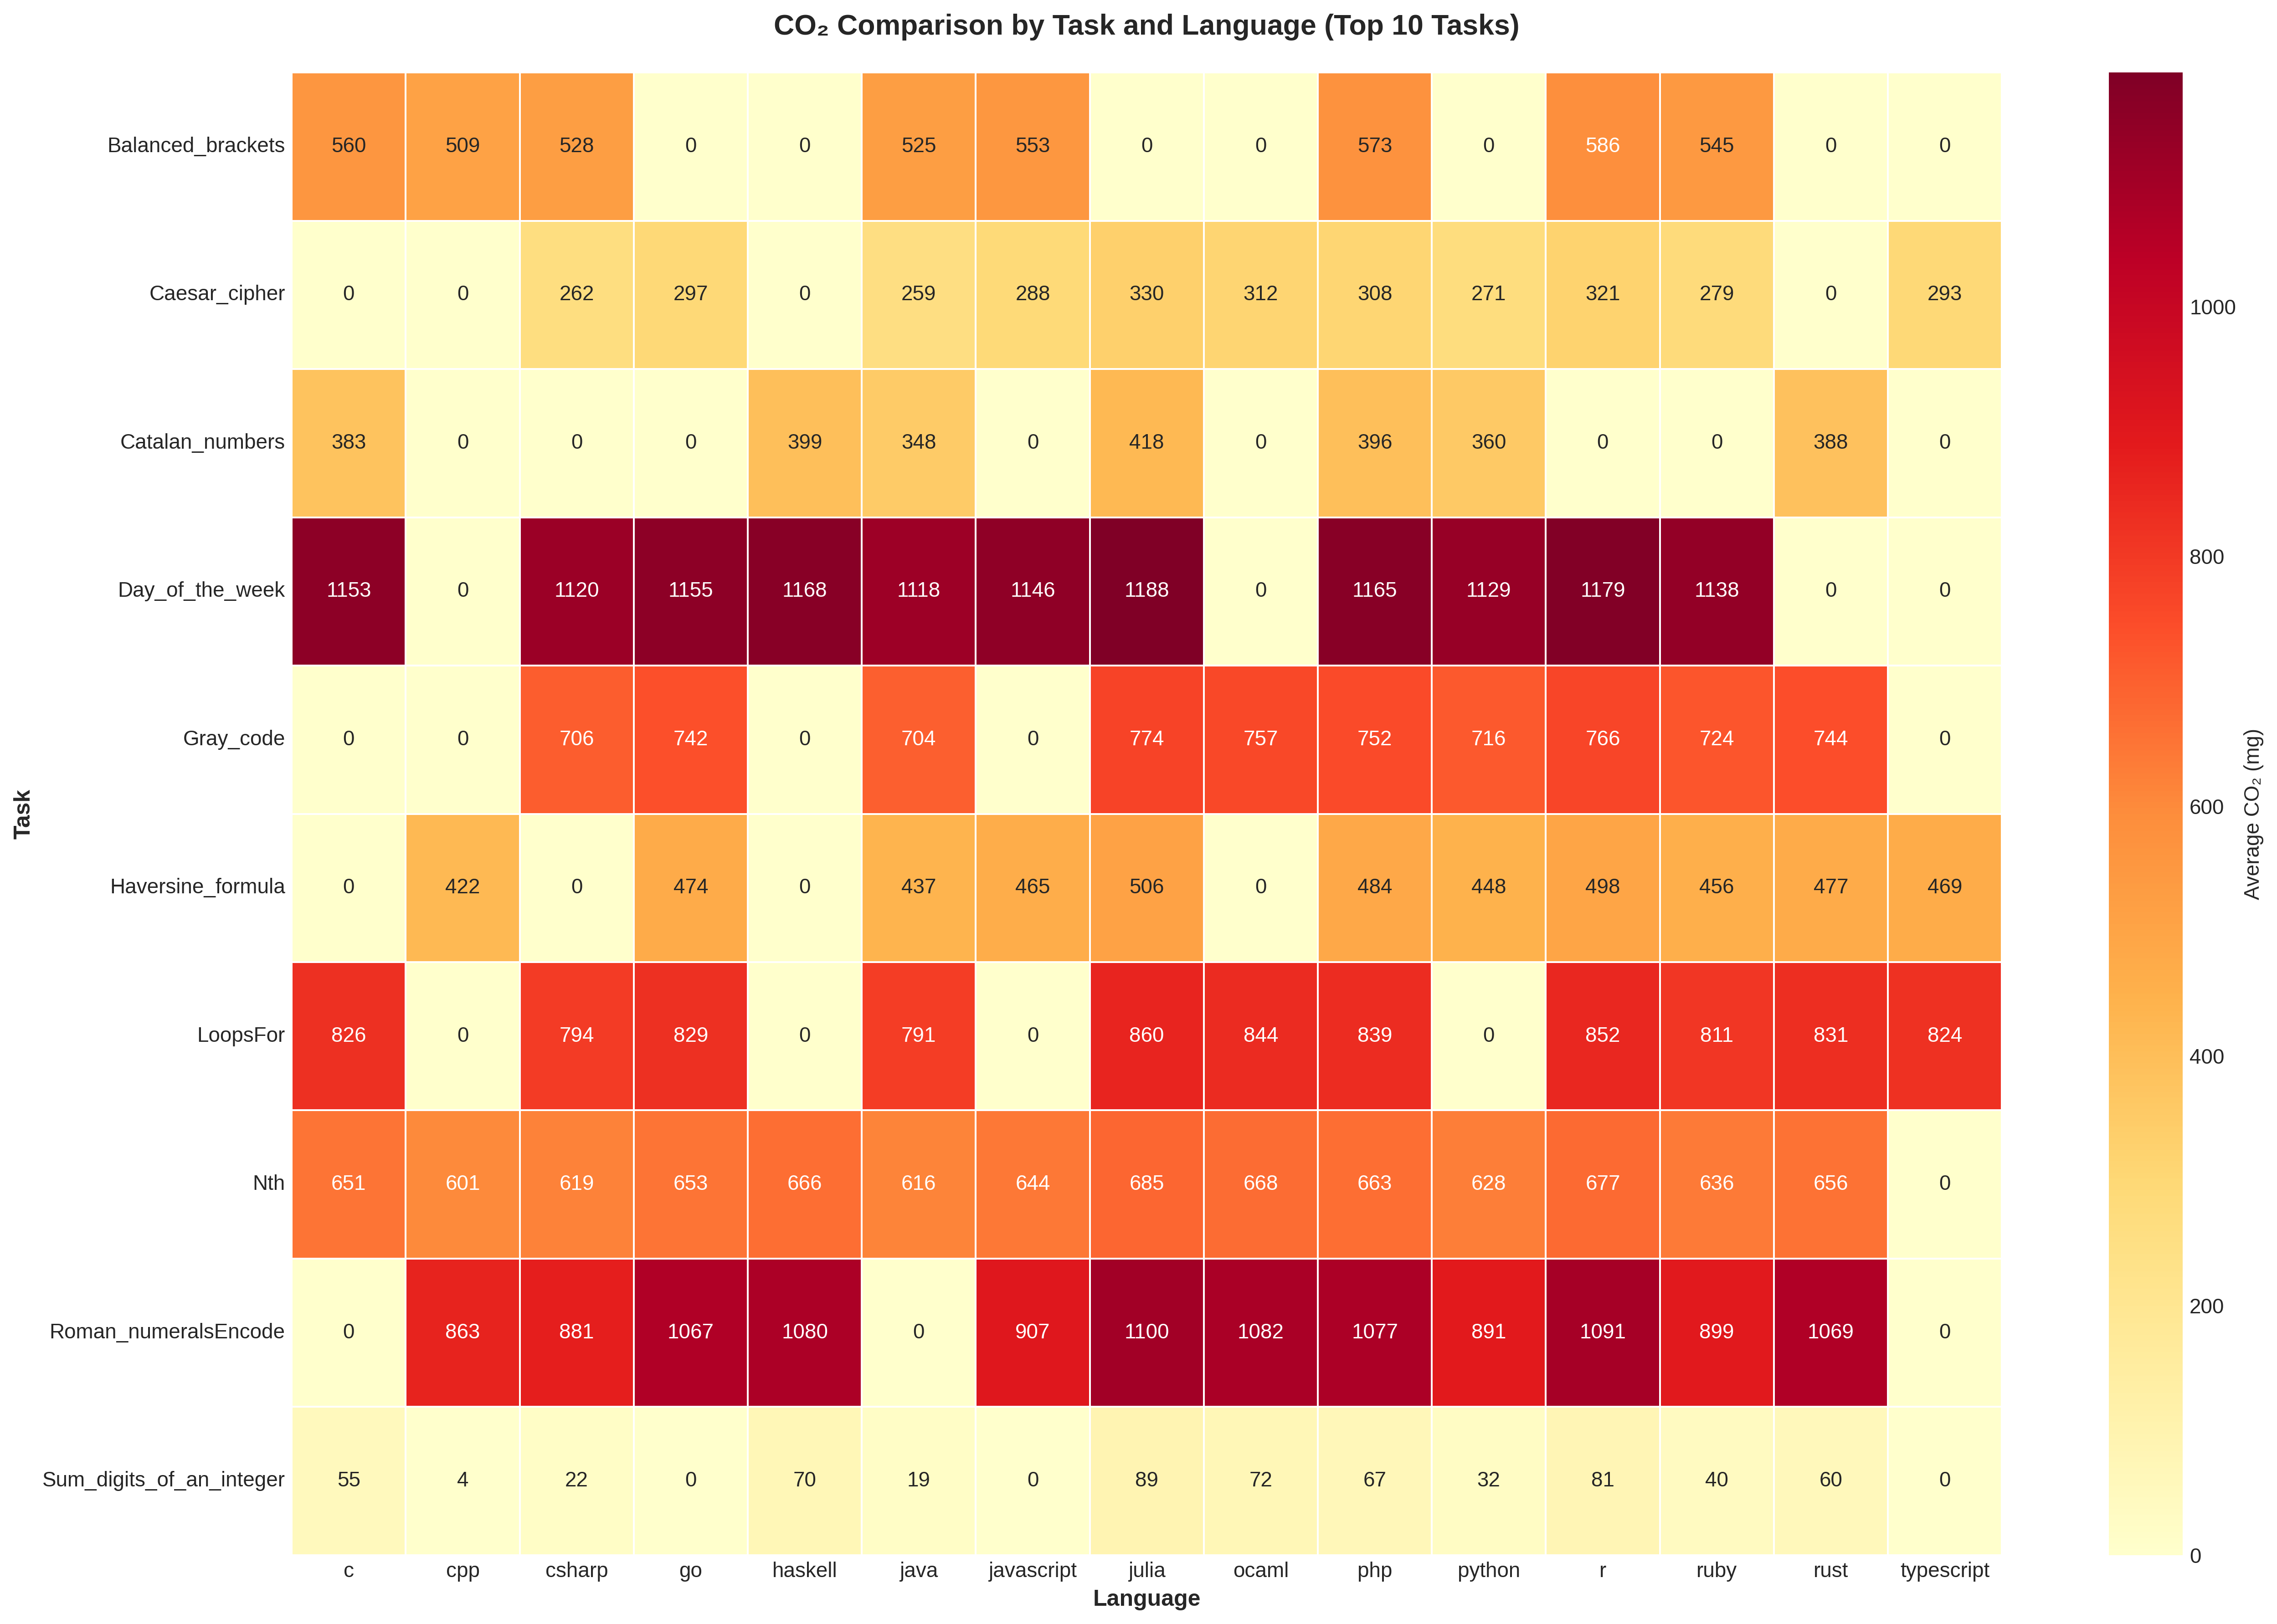 CO₂ Comparison by Task and Language (Top 10 Tasks)
Balanced_brackets 560 509 528 0 0 525 553 0 0 573 0 586 545 0 0
Caesar_cipher 0 0 262 297 0 259 288 330 312 308 271 321 279 0 293
Catalan_numbers 383 0 0 0 399 348 0 418 0 396 360 0 0 388 0
Day_of_the_week 1153 0 1120 1155 1168 1118 1146 1188 0 1165 1129 1179 1138 0 0
Gray_code 0 0 706 742 0 704 0 774 757 752 716 766 724 744 0
Haversine_formula 0 422 0 474 0 437 465 506 0 484 448 498 456 477 469
LoopsFor 826 0 794 829 0 791 0 860 844 839 0 852 811 831 824
Nth 651 601 619 653 666 616 644 685 668 663 628 677 636 656 0
Roman_numeralsEncode 0 863 881 1067 1080 0 907 1100 1082 1077 891 1091 899 1069 0
Sum_digits_of_an_integer 55 4 22 0 70 19 0 89 72 67 32 81 40 60 0
c cpp csharp go haskell java javascript julia ocaml php python r ruby rust typescript
Language
Task
1000
800
600
400
200
0
Average CO₂ (mg)